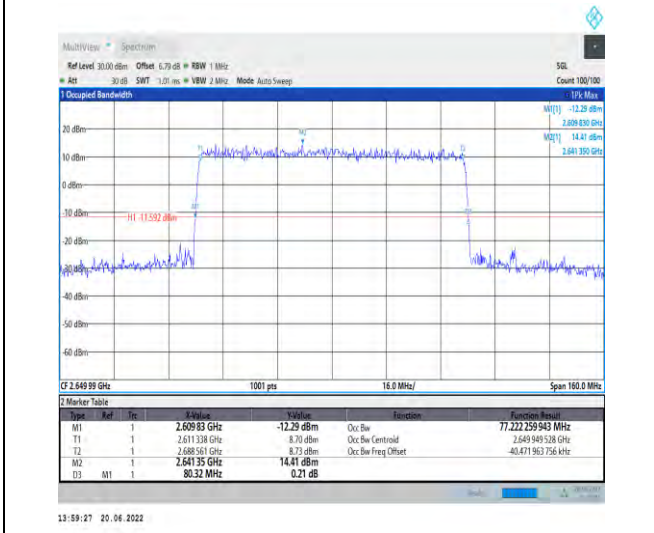 MultiView Spectrum
Ref Level 30.00 dBm Offset 6.79 dB RBW 1 MHz SGL
Att 30 dB SWT 1.01 ms VBW 2 MHz Mode Auto Sweep Count 100/100
1 Occupied Bandwidth 1Pk Max
M1[1] -12.29 dBm
2.609 830 GHz
M2[1] 14.41 dBm
2.641 350 GHz
20 dBm
M2
T1 T2
10 dBm
0 dBm
M1
-10 dBm
H1 -11.592 dBm
-20 dBm
-30 dBm
-40 dBm
-50 dBm
-60 dBm
CF 2.649 99 GHz 1001 pts 16.0 MHz/ Span 160.0 MHz
2 Marker Table
Type Ref Trc X-Value Y-Value Function Function Result
M1 1 2.609 83 GHz -12.29 dBm Occ Bw 77.222 259 943 MHz
T1 1 2.611 338 GHz 8.70 dBm Occ Bw Centroid 2.649 949 528 GHz
T2 1 2.688 561 GHz 8.73 dBm Occ Bw Freq Offset -40.471 963 756 kHz
M2 1 2.641 35 GHz 14.41 dBm
D3 M1 1 80.32 MHz 0.21 dB
13:59:27 20.06.2022